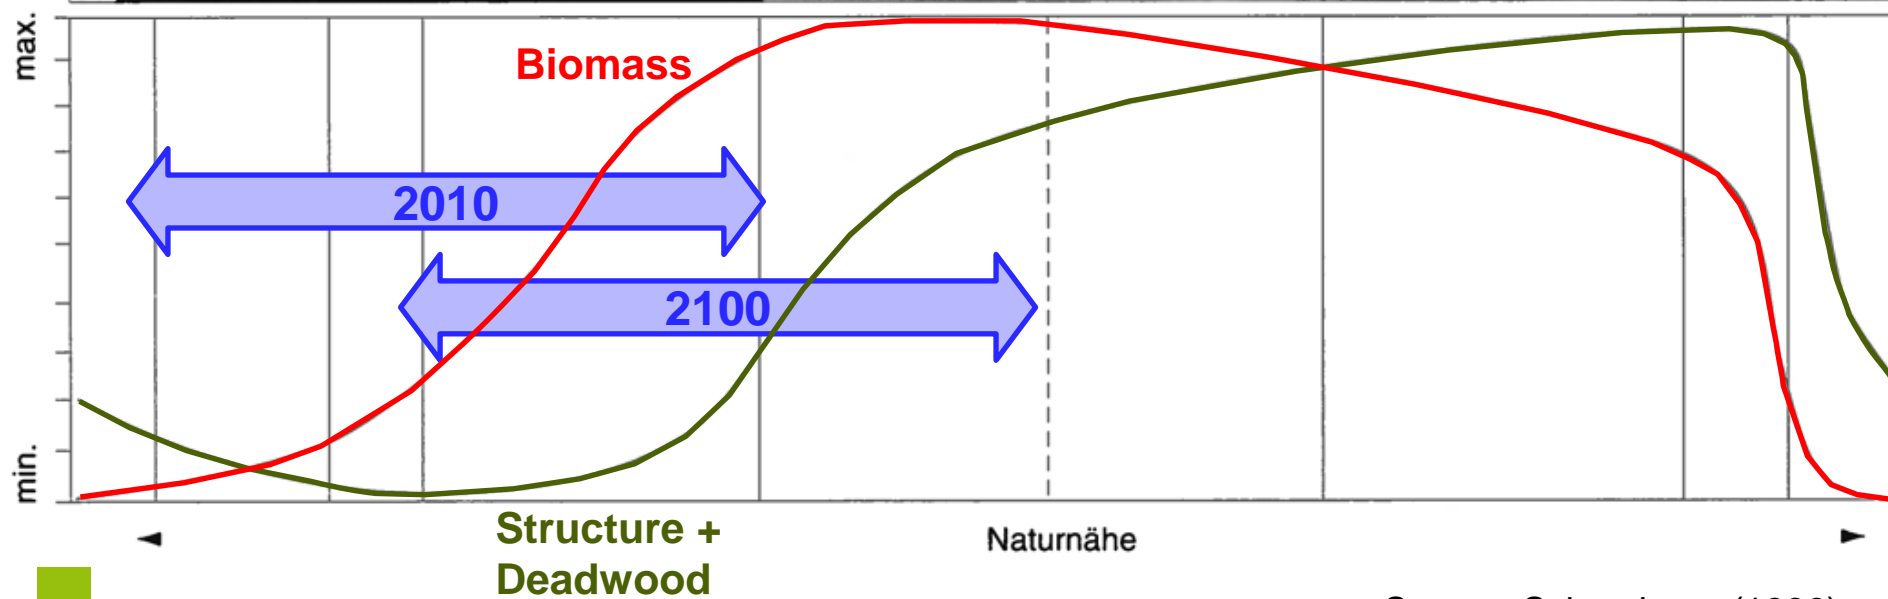 max.
Biomass
2010
2100
min.
Structure +
Deadwood
◄ Naturnähe ►